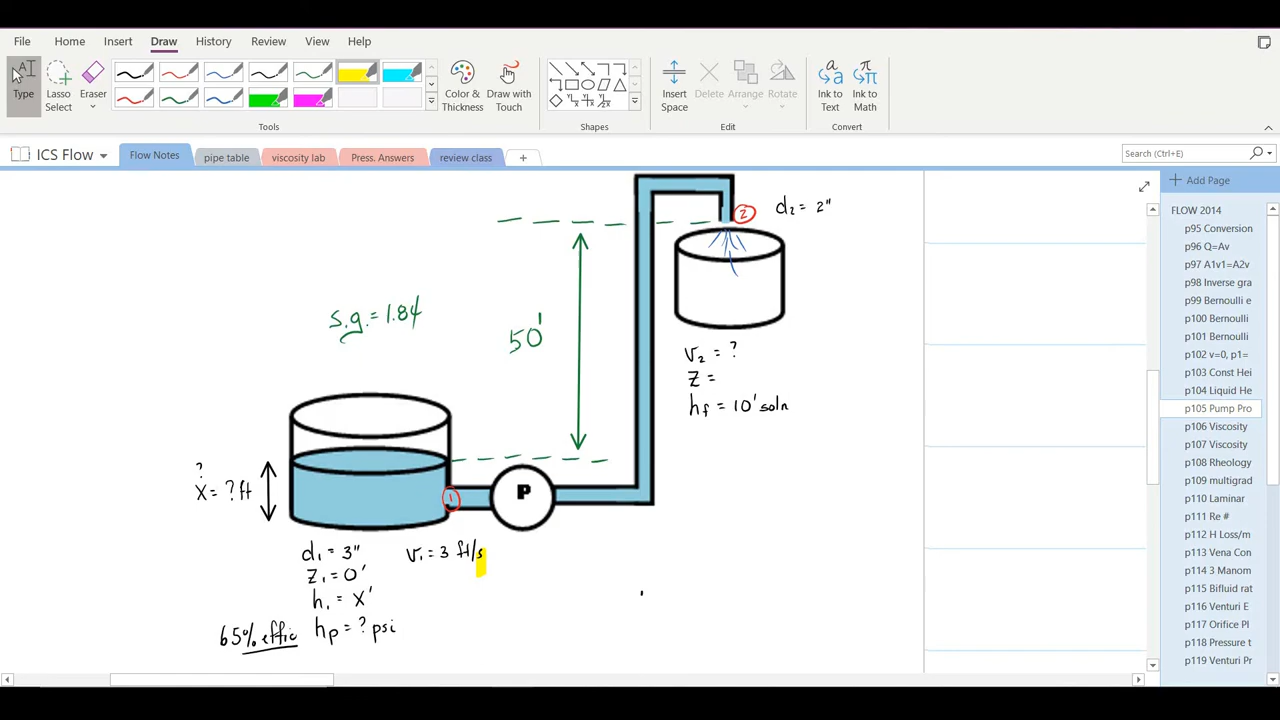 File Home Insert Draw History Review View Help
Type
Lasso Select
Eraser
Color & Thickness
Draw with Touch
Insert Space
Delete
Arrange
Rotate
Ink to Text
Ink to Math
Tools
Shapes
Edit
Convert
ICS Flow
Flow Notes
pipe table
viscosity lab
Press. Answers
review class
Search (Ctrl+E)
Add Page
FLOW 2014
p95 Conversion
p96 Q=Av
p97 A1v1=A2v
p98 Inverse gra
p99 Bernoulli e
p100 Bernoulli
p101 Bernoulli
p102 v=0, p1=
p103 Const Hei
p104 Liquid He
p105 Pump Pro
p106 Viscosity
p107 Viscosity
p108 Rheology
p109 multigrad
p110 Laminar
p111 Re #
p112 H Loss/m
p113 Vena Con
p114 3 Manom
p115 Bifluid rat
p116 Venturi E
p117 Orifice Pl
p118 Pressure t
p119 Venturi Pr
2
d₂ = 2"
s.g. = 1.84
50'
v₂ = ?
z =
hf = 10' soln
?
x = ? ft
1
P
d₁ = 3"
v₁ = 3 ft/s
z₁ = 0'
h₁ = x'
65% effic
hp = ? psi